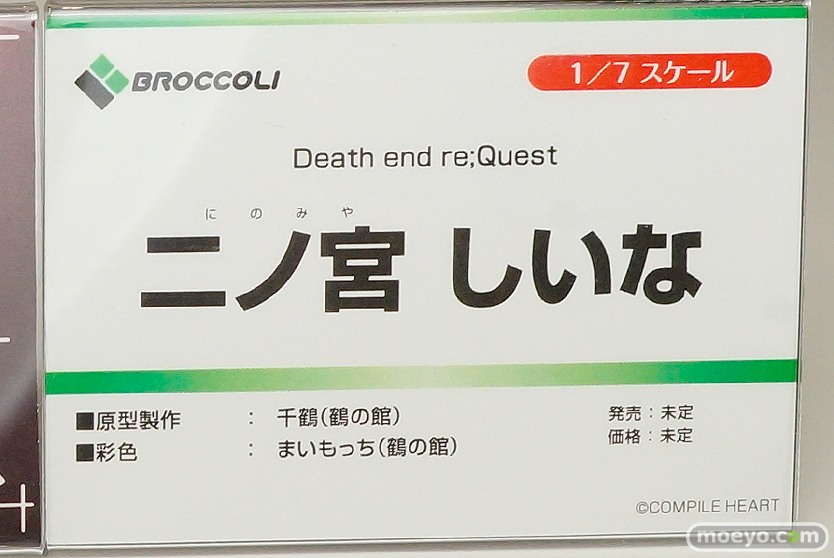 BROCCOLI
1/7 スケール
Death end re;Quest
にのみや
二ノ宮 しいな
■原型製作 : 千鶴(鶴の館)
■彩色 : まいもっち(鶴の館)
発売:未定
価格:未定
©COMPILE HEART
moeyo.com